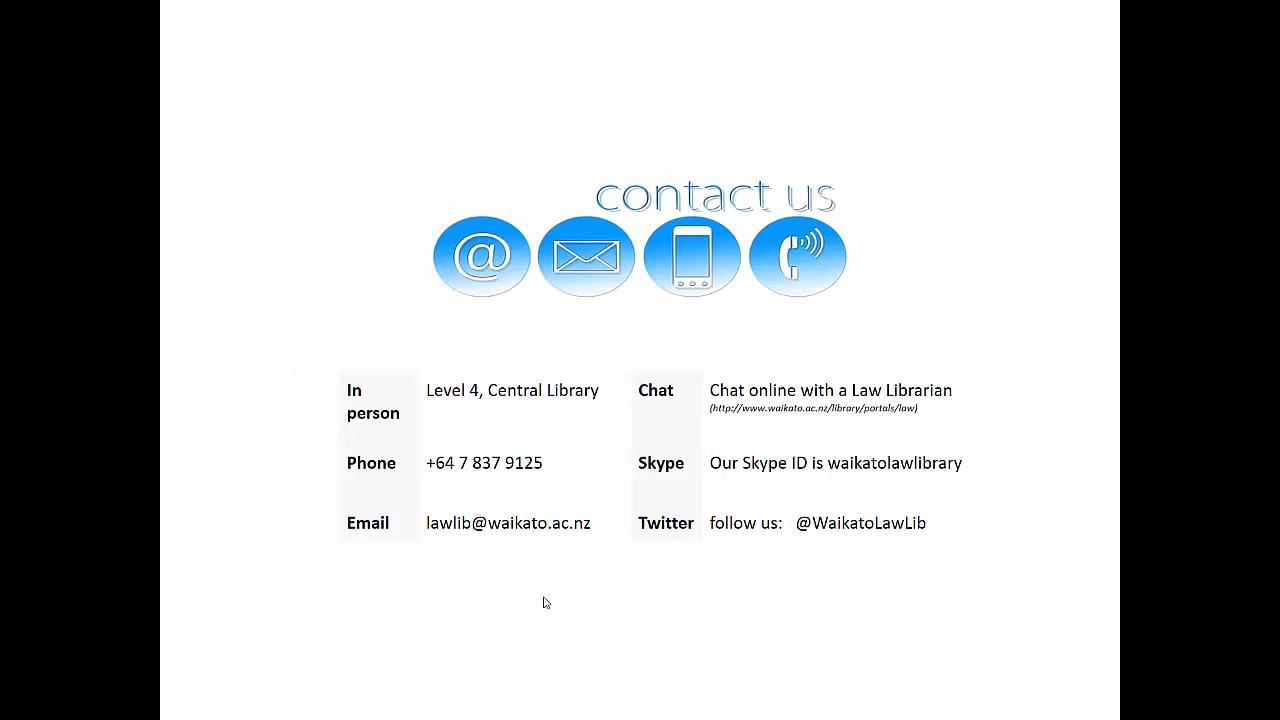 contact us
In person
Level 4, Central Library
Chat
Chat online with a Law Librarian
(http://www.waikato.ac.nz/library/portals/law)
Phone
+64 7 837 9125
Skype
Our Skype ID is waikatolawlibrary
Email
lawlib@waikato.ac.nz
Twitter
follow us: @WaikatoLawLib